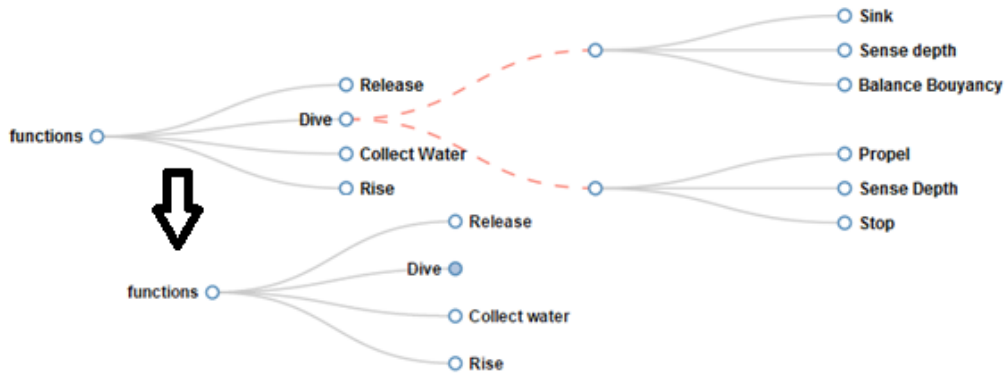 Sink
Sense depth
Balance Bouyancy
Release
Dive
functions
Collect Water
Rise
Propel
Sense Depth
Stop
Release
Dive
functions
Collect water
Rise